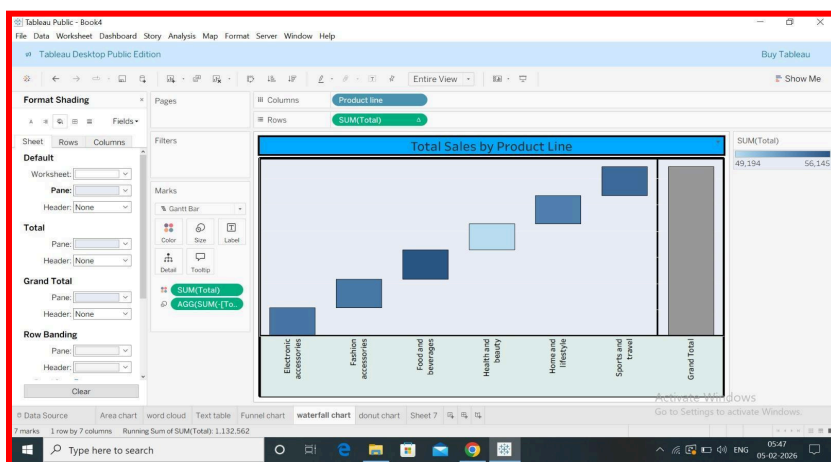 Tableau Public - Book4
File Data Worksheet Dashboard Story Analysis Map Format Server Window Help
Tableau Desktop Public Edition
Buy Tableau
Entire View
Show Me
Format Shading
Fields
Sheet Rows Columns
Default
Worksheet:
Pane:
Header: None
Total
Pane:
Header: None
Grand Total
Pane:
Header: None
Row Banding
Pane:
Header:
Clear
Pages
Filters
Marks
Gantt Bar
Color Size Label
Detail Tooltip
SUM(Total)
AGG(SUM(-[To..
Columns Product line
Rows SUM(Total)
Total Sales by Product Line
Electronic accessories
Fashion accessories
Food and beverages
Health and beauty
Home and lifestyle
Sports and travel
Grand Total
SUM(Total)
49,194 56,145
Activate Windows
Go to Settings to activate Windows.
Data Source Area chart word cloud Text table Funnel chart waterfall chart donut chart Sheet 7
7 marks 1 row by 7 columns Running Sum of SUM(Total): 1,132,562
Type here to search
ENG
05:47
05-02-2026